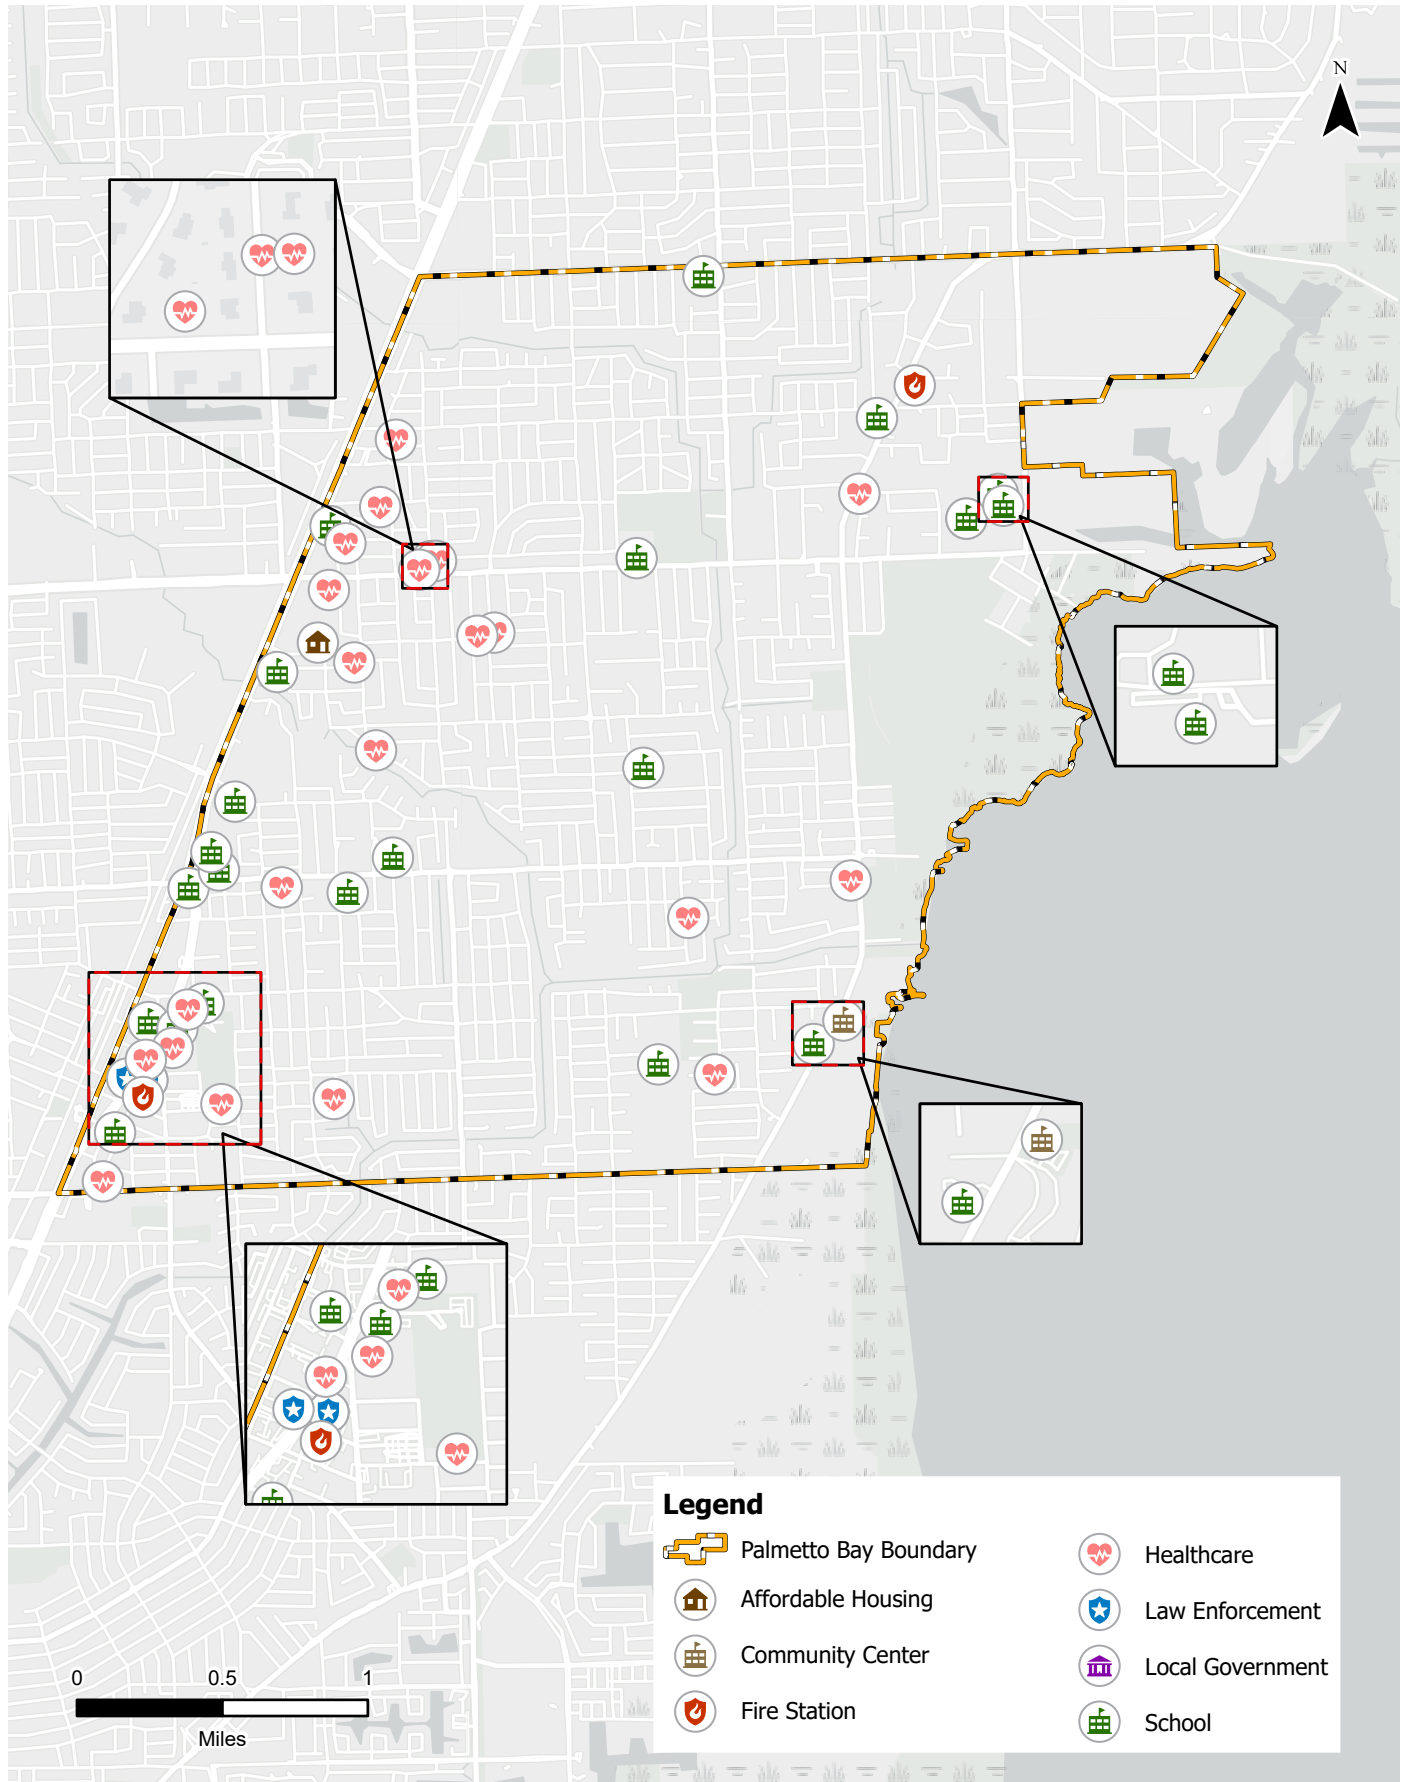 N
Legend
Palmetto Bay Boundary
Affordable Housing
Community Center
Fire Station
Healthcare
Law Enforcement
Local Government
School
0 0.5 1
Miles